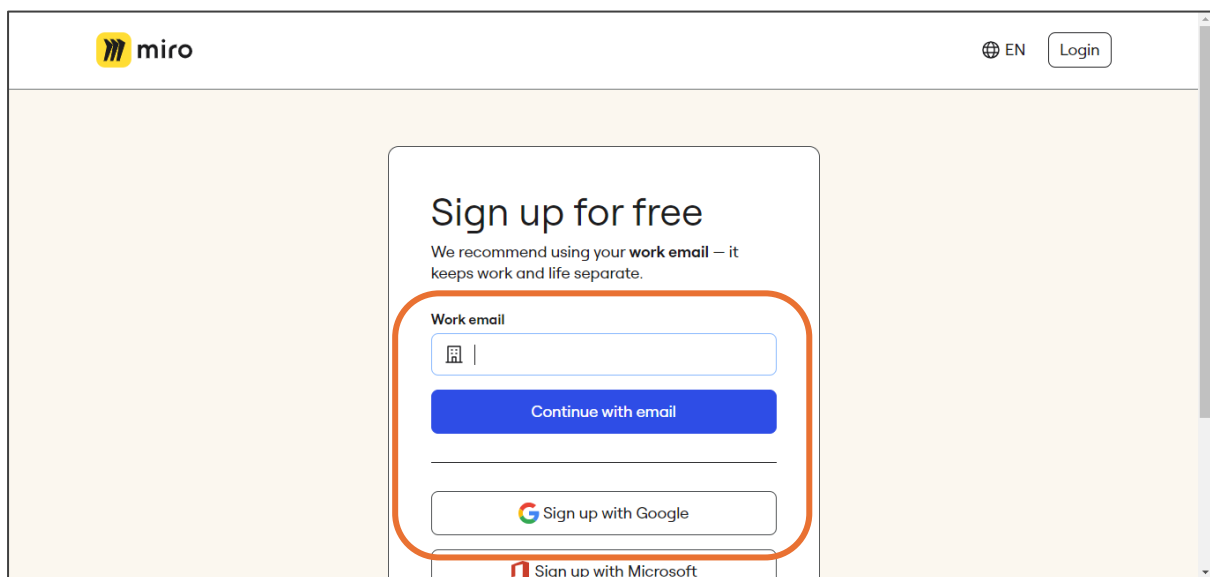 miro
EN
Login
Sign up for free
We recommend using your work email — it
keeps work and life separate.
Work email
Continue with email
Sign up with Google
Sign up with Microsoft